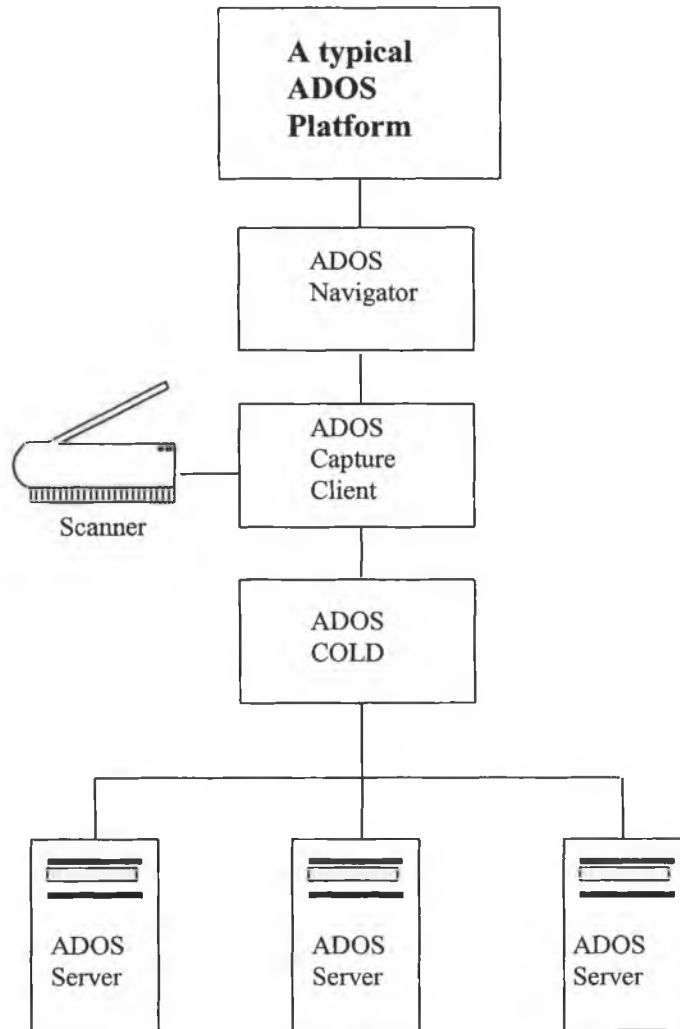 A typical
ADOS
Platform
ADOS
Navigator
ADOS
Capture
Client
Scanner
ADOS
COLD
ADOS
Server
ADOS
Server
ADOS
Server